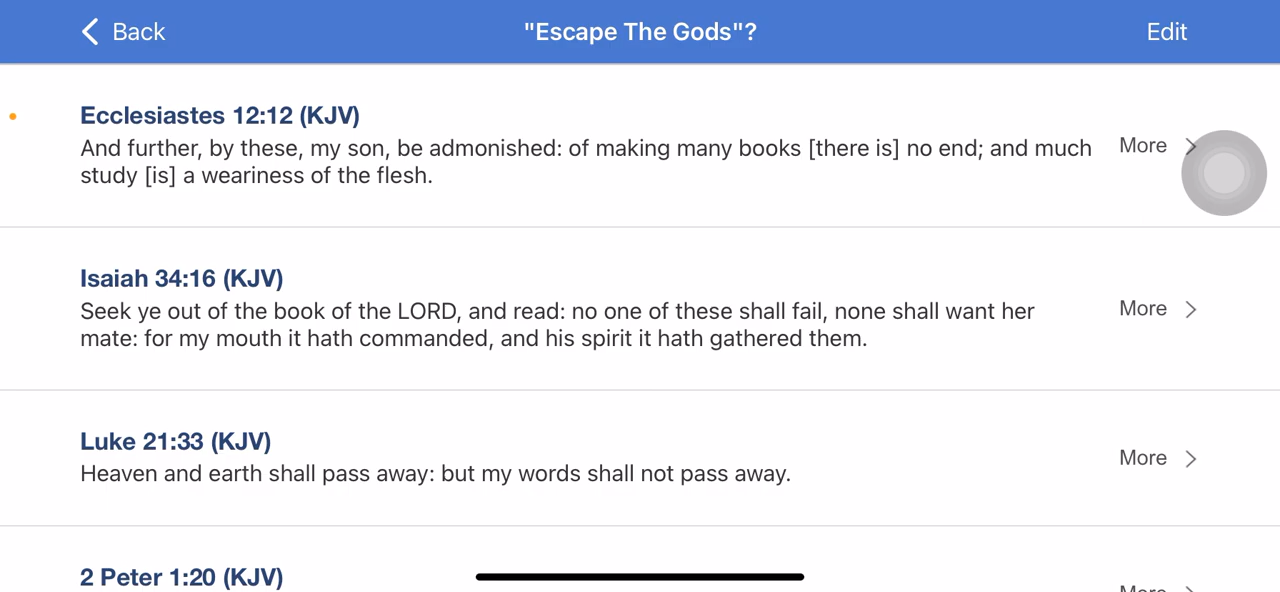 Back
"Escape The Gods"?
Edit
Ecclesiastes 12:12 (KJV)
And further, by these, my son, be admonished: of making many books [there is] no end; and much
study [is] a weariness of the flesh.
More
Isaiah 34:16 (KJV)
Seek ye out of the book of the LORD, and read: no one of these shall fail, none shall want her
mate: for my mouth it hath commanded, and his spirit it hath gathered them.
More
Luke 21:33 (KJV)
Heaven and earth shall pass away: but my words shall not pass away.
More
2 Peter 1:20 (KJV)
More